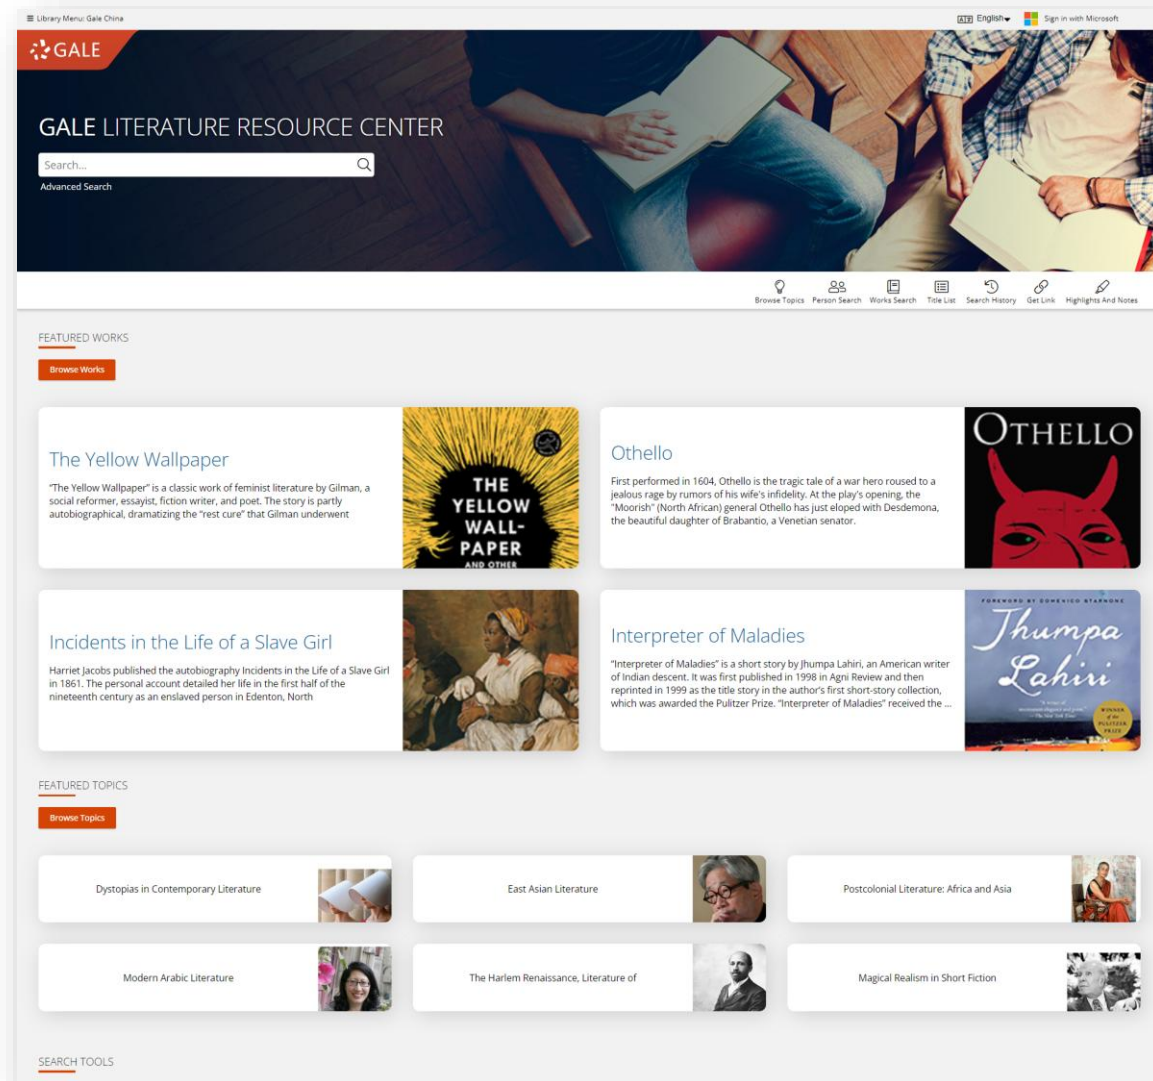 Library Menu: Gale China
English
Sign in with Microsoft
GALE
GALE LITERATURE RESOURCE CENTER
Search...
Advanced Search
Browse Topics
Person Search
Works Search
Title List
Search History
Get Link
Highlights And Notes
FEATURED WORKS
Browse Works
The Yellow Wallpaper
"The Yellow Wallpaper" is a classic work of feminist literature by Gilman, a
social reformer, essayist, fiction writer, and poet. The story is partly
autobiographical, dramatizing the "rest cure" that Gilman underwent
THE
YELLOW
WALL-
PAPER
AND OTHER
Othello
First performed in 1604, Othello is the tragic tale of a war hero roused to a
jealous rage by rumors of his wife's infidelity. At the play's opening, the
"Moorish" (North African) general Othello has just eloped with Desdemona,
the beautiful daughter of Brabantio, a Venetian senator.
OTHELLO
Incidents in the Life of a Slave Girl
Harriet Jacobs published the autobiography Incidents in the Life of a Slave Girl
in 1861. The personal account detailed her life in the first half of the
nineteenth century as an enslaved person in Edenton, North
Interpreter of Maladies
"Interpreter of Maladies" is a short story by Jhumpa Lahiri, an American writer
of Indian descent. It was first published in 1998 in Agni Review and then
reprinted in 1999 as the title story in the author's first short-story collection,
which was awarded the Pulitzer Prize. "Interpreter of Maladies" received the ...
FOREWORD BY DOMENICO STARNONE
Jhumpa
Lahiri
WINNER
of the
PULITZER
PRIZE
FEATURED TOPICS
Browse Topics
Dystopias in Contemporary Literature
East Asian Literature
Postcolonial Literature: Africa and Asia
Modern Arabic Literature
The Harlem Renaissance, Literature of
Magical Realism in Short Fiction
SEARCH TOOLS